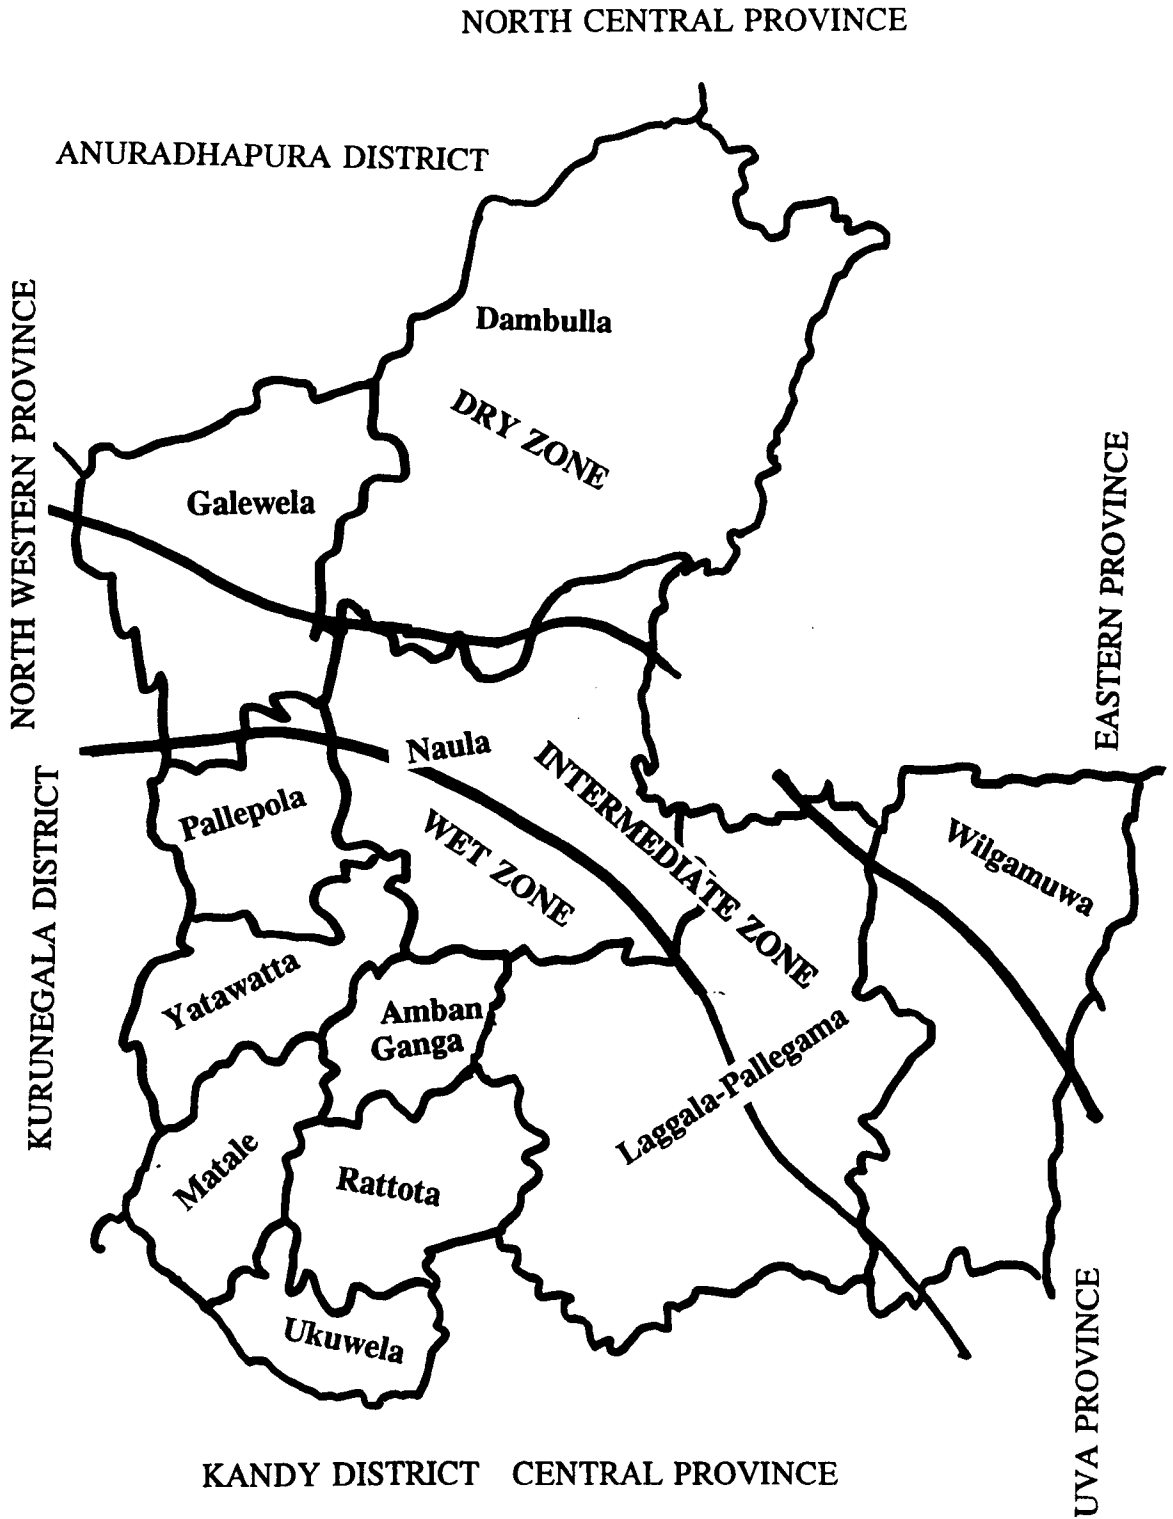 NORTH CENTRAL PROVINCE
ANURADHAPURA DISTRICT
NORTH WESTERN PROVINCE
Dambulla
DRY ZONE
Galewela
EASTERN PROVINCE
Naula
INTERMEDIATE ZONE
Pallepola
WET ZONE
Wilgamuwa
KURUNEGALA DISTRICT
Yatawatta
Amban
Ganga
Laggala-Pallegama
Matale
Rattota
Ukuwela
UVA PROVINCE
KANDY DISTRICT CENTRAL PROVINCE